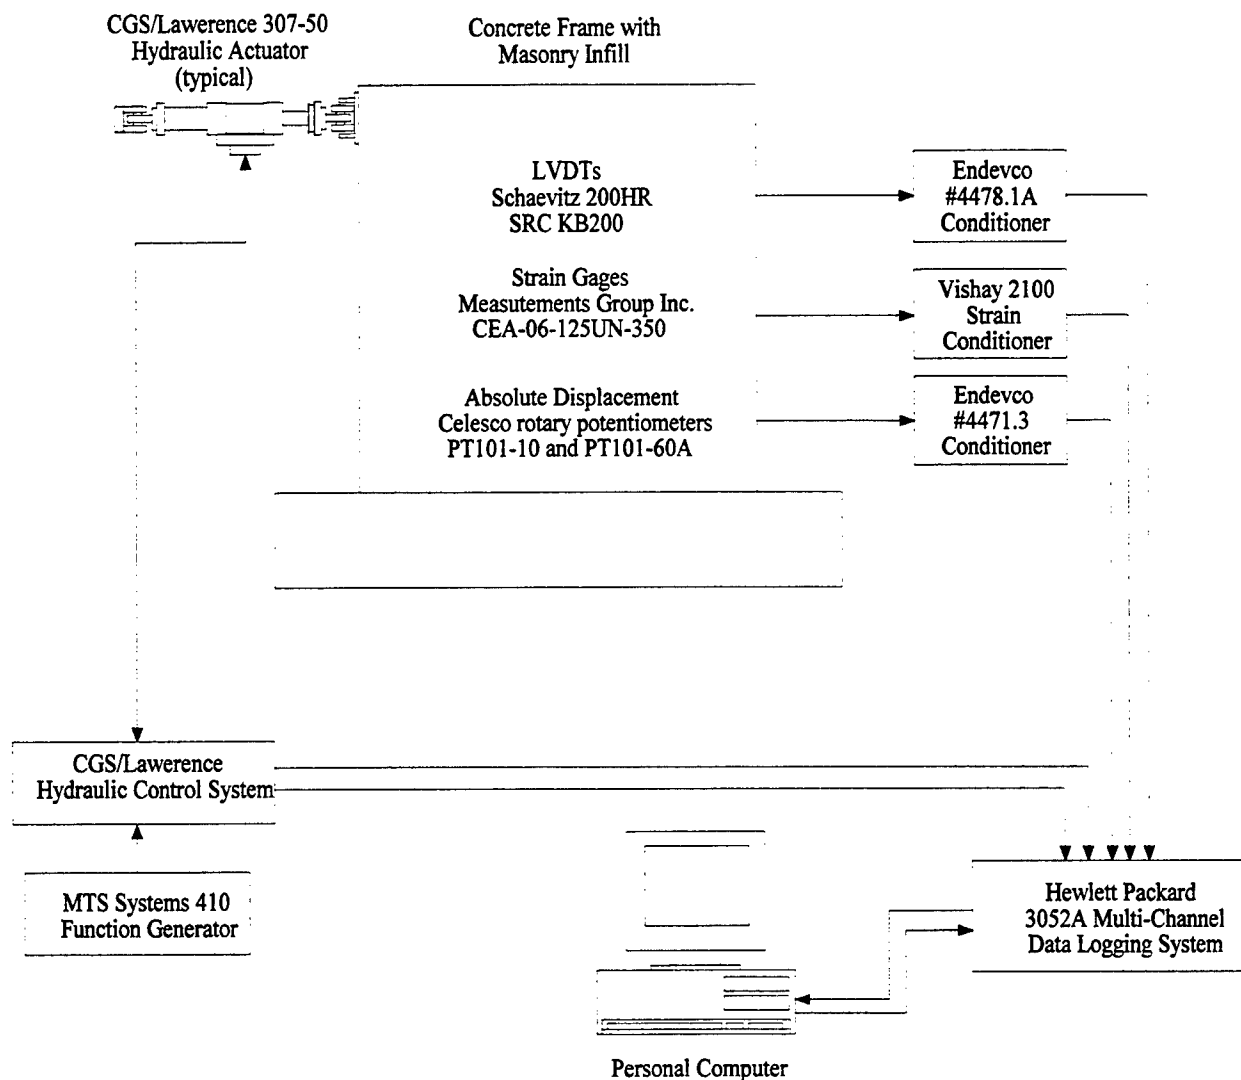 CGS/Lawerence 307-50
Hydraulic Actuator
(typical)
Concrete Frame with
Masonry Infill
LVDTs
Schaevitz 200HR
SRC KB200
Endevco
#4478.1A
Conditioner
Strain Gages
Measutements Group Inc.
CEA-06-125UN-350
Vishay 2100
Strain
Conditioner
Absolute Displacement
Celesco rotary potentiometers
PT101-10 and PT101-60A
Endevco
#4471.3
Conditioner
CGS/Lawerence
Hydraulic Control System
MTS Systems 410
Function Generator
Hewlett Packard
3052A Multi-Channel
Data Logging System
Personal Computer